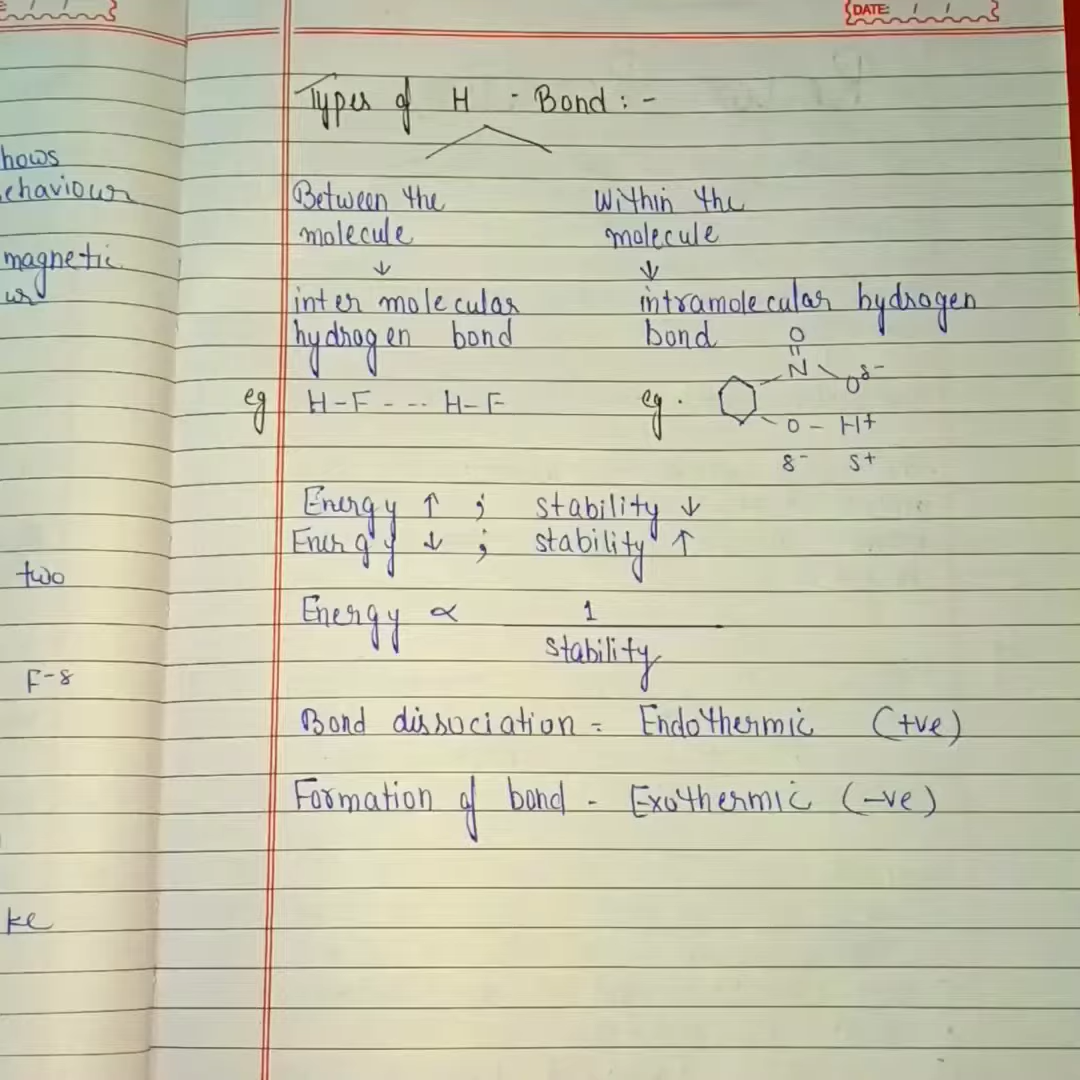 DATE: / /
hows
ehaviour
magnetic
ur
two
F-8
ke
Types of H - Bond : -
Between the molecule
Within the molecule
↓
↓
inter molecular hydrogen bond
intramolecular hydrogen bond
eg H-F --- H-F
eg.
O
=
N
O δ-
O - H+
δ- δ+
Energy ↑ ; stability ↓
Energy ↓ ; stability ↑
Energy ∝ 1
stability
Bond dissociation = Endothermic (+ve)
Formation of bond - Exothermic (-ve)